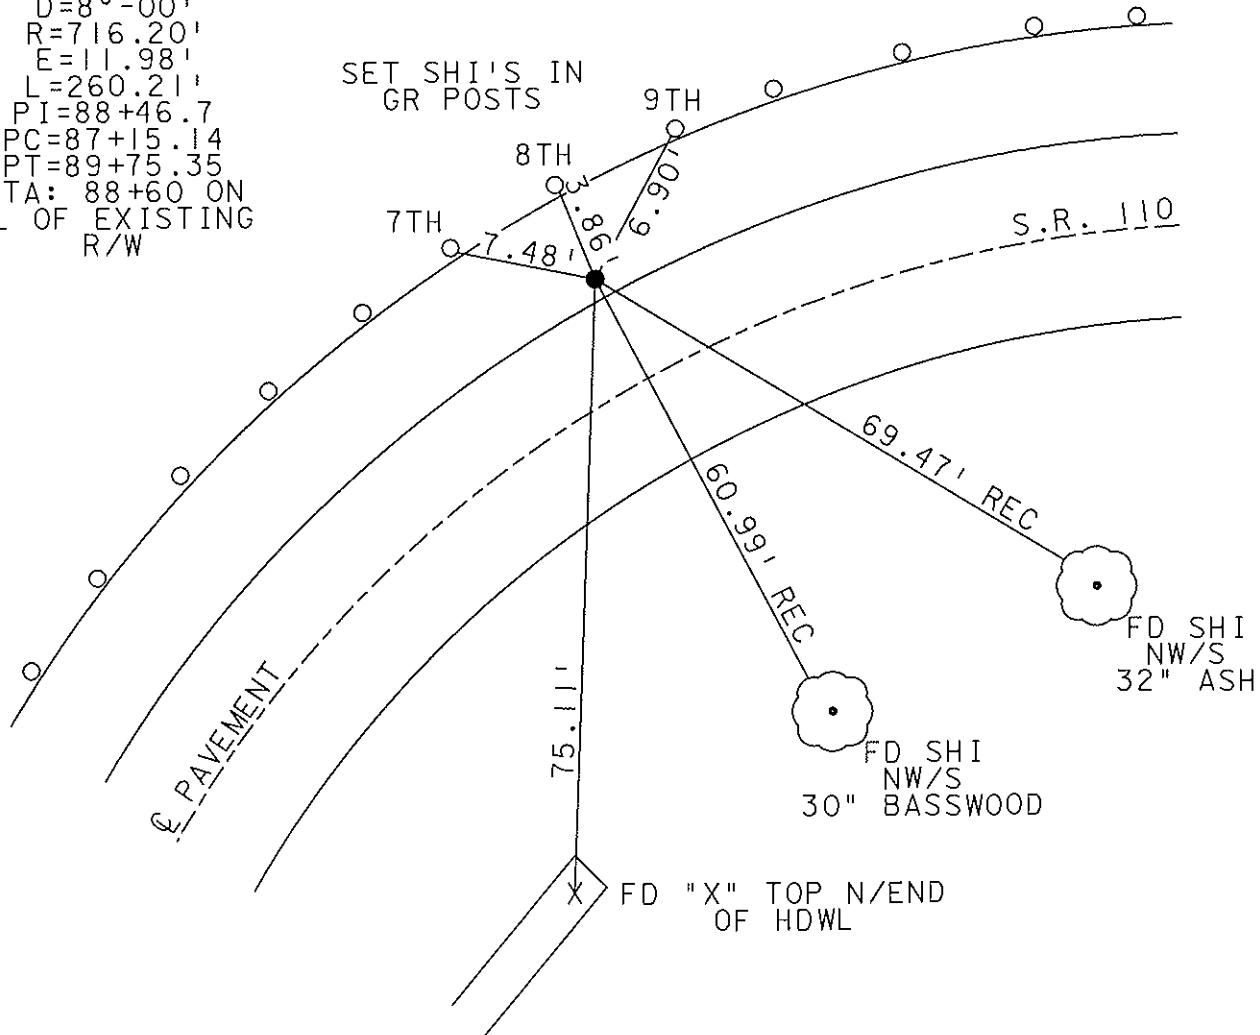 D=8°-00'
R=716.20'
E=11.98'
L=260.21'
PI=88+46.7
PC=87+15.14
PT=89+75.35
TA: 88+60 ON
OF EXISTING
R/W
SET SHI'S IN
GR POSTS
7TH
8TH
9TH
7.48'
3.86'
6.90'
S.R. 110
69.47' REC
60.99' REC
75.11'
FD SHI
NW/S
32" ASH
FD SHI
NW/S
30" BASSWOOD
℄ PAVEMENT
X
FD "X" TOP N/END
OF HDWL